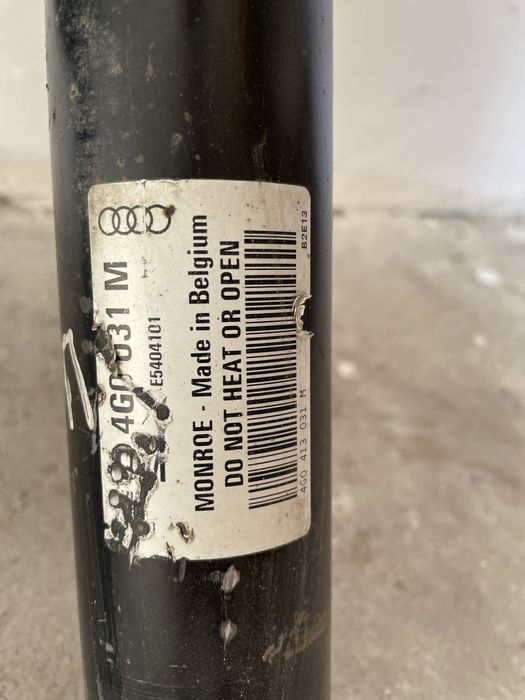 4G0 031 M
E5404101
MONROE - Made in Belgium
DO NOT HEAT OR OPEN
4G0 413 031 M
B2E13